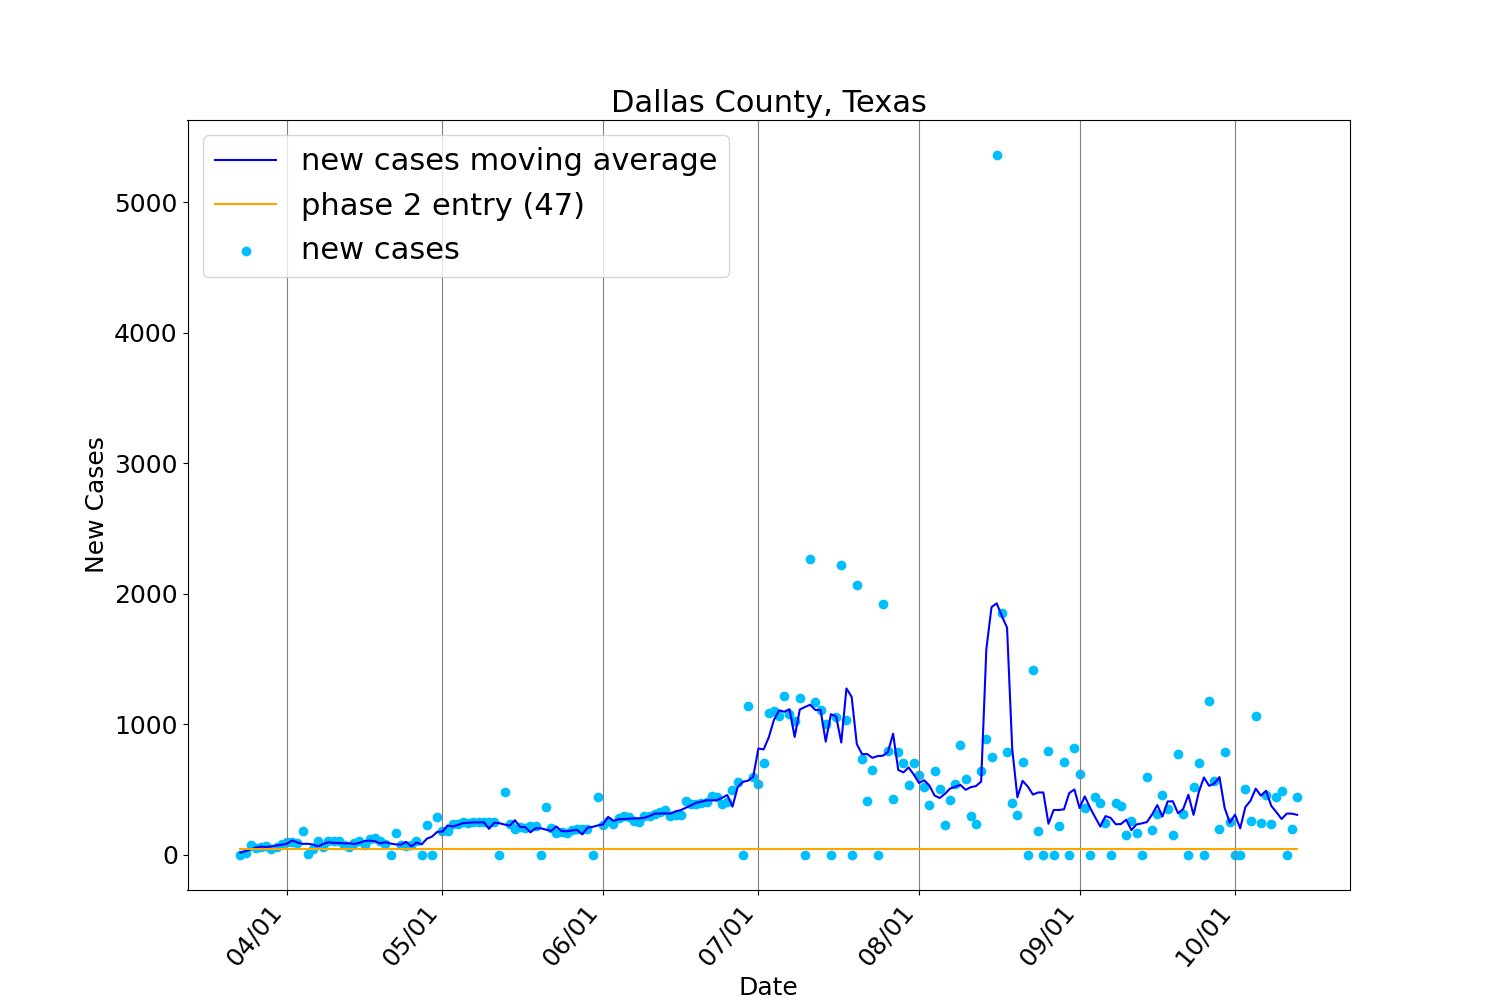 Dallas County, Texas
new cases moving average
phase 2 entry (47)
new cases
New Cases
5000
4000
3000
2000
1000
0
04/01
05/01
06/01
07/01
08/01
09/01
10/01
Date